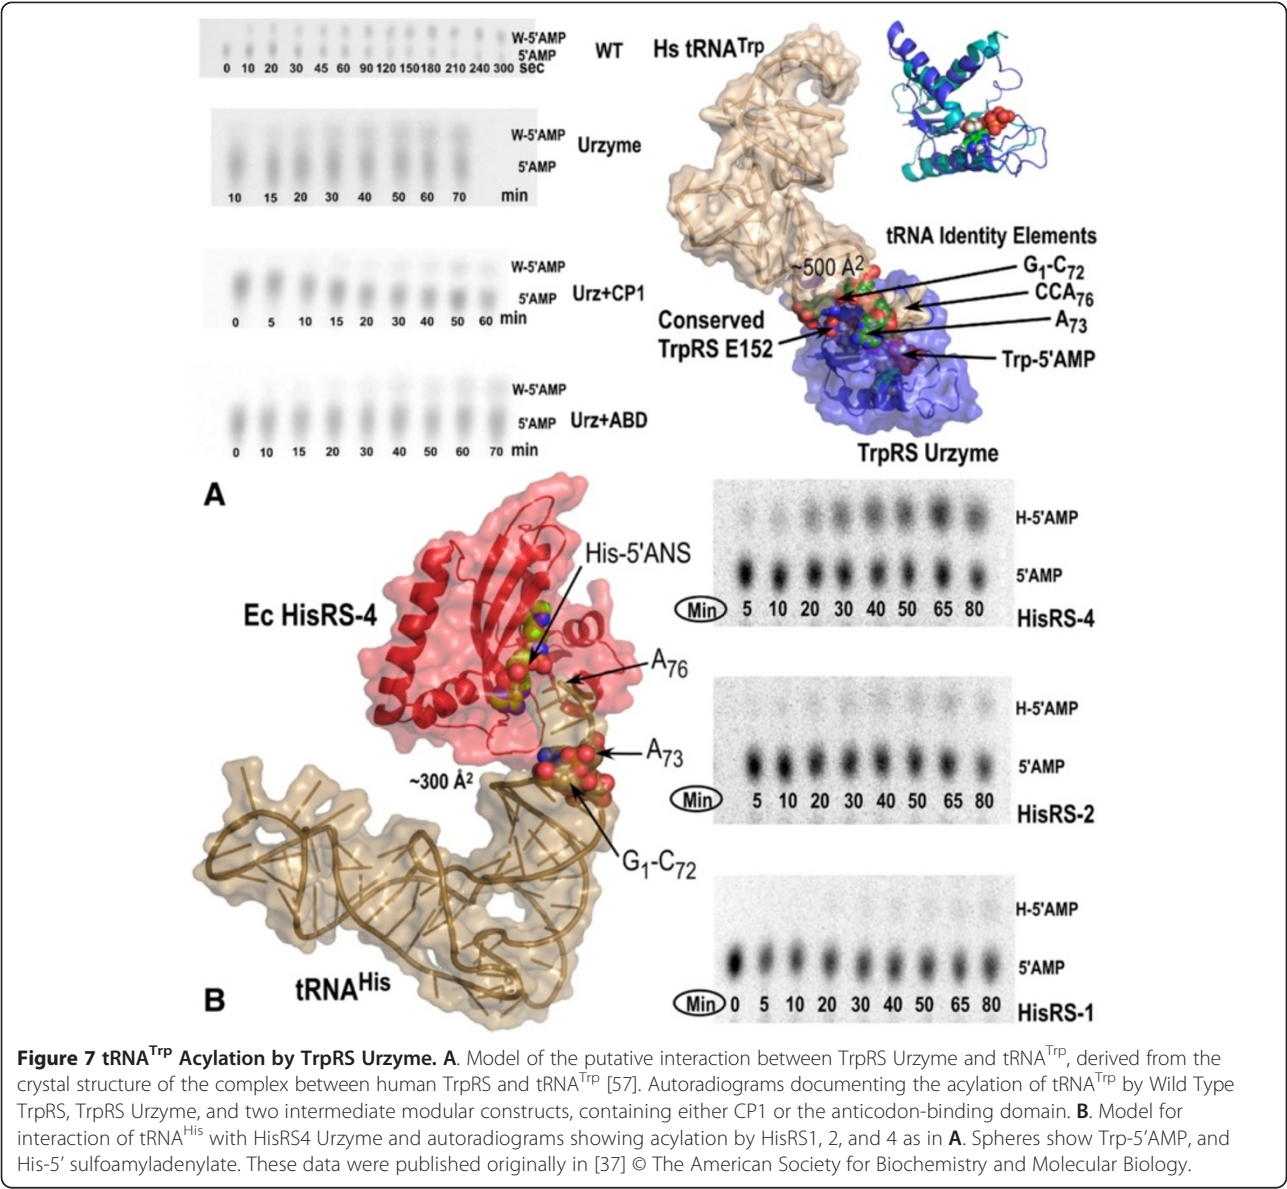 W-5'AMP
5'AMP
0 10 20 30 45 60 90 120 150 180 210 240 300 sec
WT
W-5'AMP
5'AMP
Urzyme
10 15 20 30 40 50 60 70 min
W-5'AMP
5'AMP
Urz+CP1
0 5 10 15 20 30 40 50 60 min
W-5'AMP
5'AMP
Urz+ABD
0 10 15 20 30 40 50 60 70 min
A
Hs tRNATrp
tRNA Identity Elements
~500 Å2
G1-C72
CCA76
A73
Conserved
TrpRS E152
Trp-5'AMP
TrpRS Urzyme
His-5'ANS
Ec HisRS-4
A76
A73
~300 Å2
G1-C72
tRNAHis
B
H-5'AMP
5'AMP
Min 5 10 20 30 40 50 65 80
HisRS-4
H-5'AMP
5'AMP
Min 5 10 20 30 40 50 65 80
HisRS-2
H-5'AMP
5'AMP
Min 0 5 10 20 30 40 50 65 80
HisRS-1
Figure 7 tRNATrp Acylation by TrpRS Urzyme. A. Model of the putative interaction between TrpRS Urzyme and tRNATrp, derived from the
crystal structure of the complex between human TrpRS and tRNATrp [57]. Autoradiograms documenting the acylation of tRNATrp by Wild Type
TrpRS, TrpRS Urzyme, and two intermediate modular constructs, containing either CP1 or the anticodon-binding domain. B. Model for
interaction of tRNAHis with HisRS4 Urzyme and autoradiograms showing acylation by HisRS1, 2, and 4 as in A. Spheres show Trp-5'AMP, and
His-5' sulfoamyladenylate. These data were published originally in [37] © The American Society for Biochemistry and Molecular Biology.